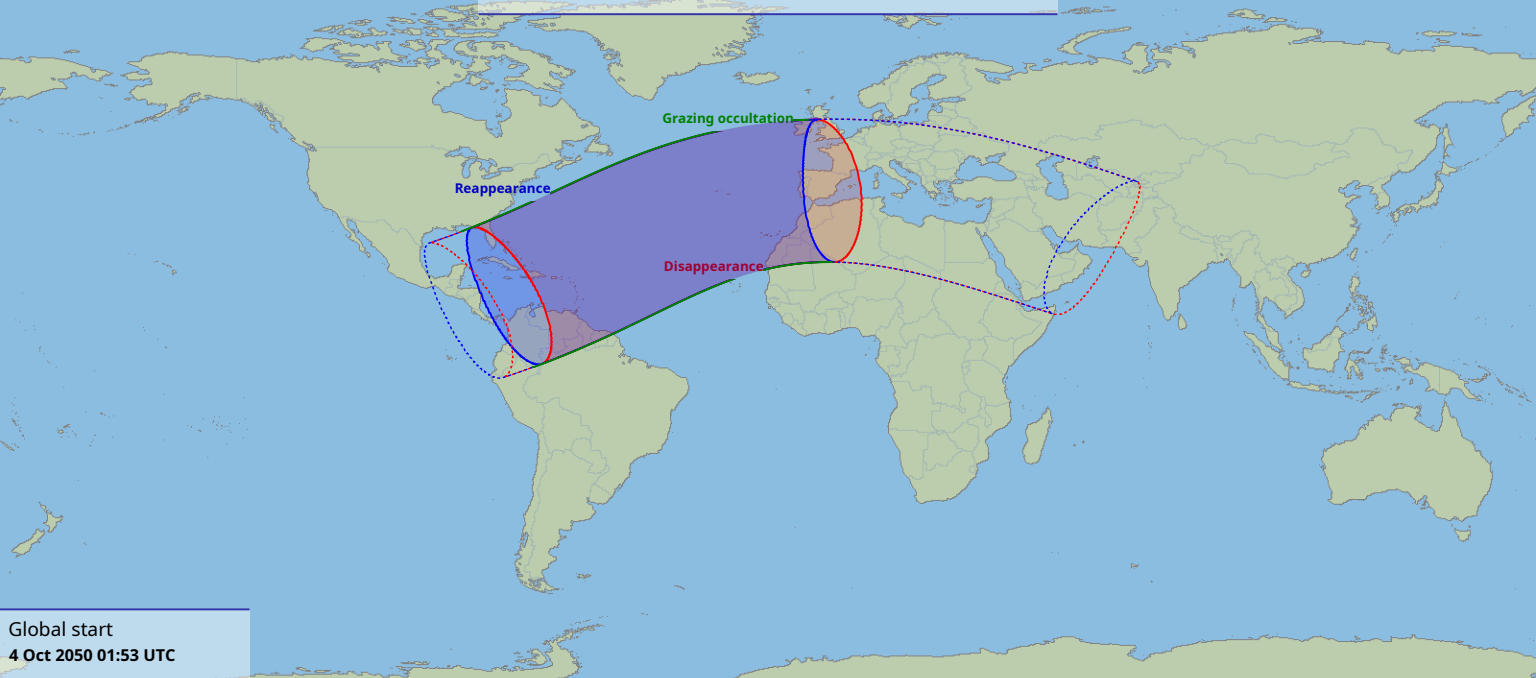 Grazing occultation
Reappearance
Disappearance
Global start
4 Oct 2050 01:53 UTC